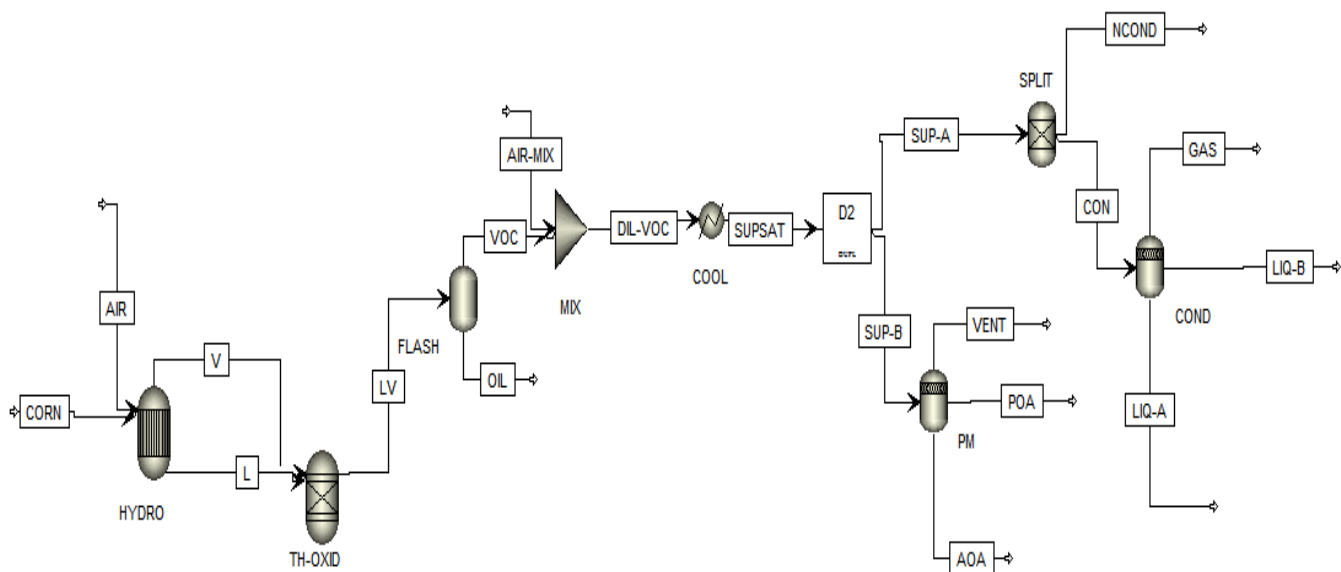 NCOND
SPLIT
SUP-A
GAS
AIR-MIX
D2
CON
VOC
DIL-VOC
SUPSAT
LIQ-B
COOL
MIX
COND
AIR
SUP-B
VENT
FLASH
V
LV
OIL
POA
CORN
LIQ-A
PM
L
HYDRO
TH-OXID
AOA